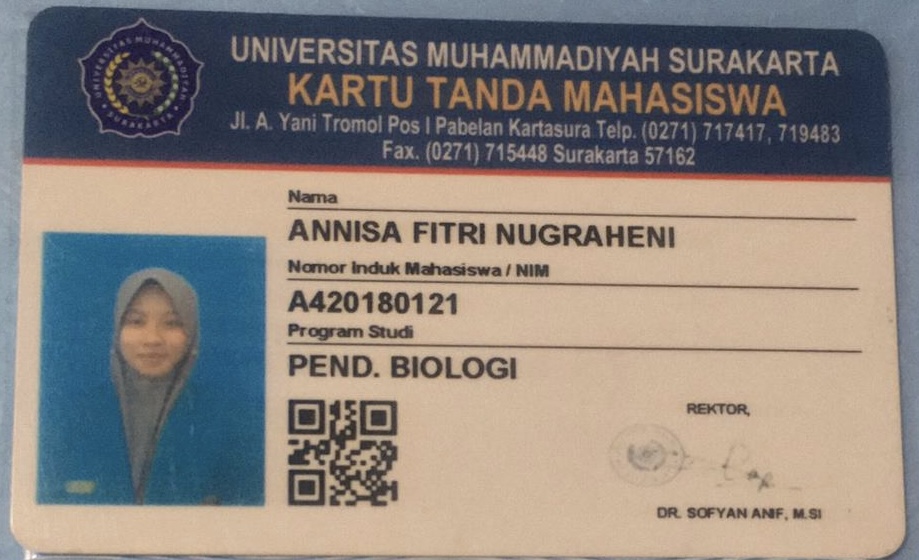 UNIVERSITAS MUHAMMADIYAH SURAKARTA
KARTU TANDA MAHASISWA
Jl. A. Yani Tromol Pos I Pabelan Kartasura Telp. (0271) 717417, 719483
Fax. (0271) 715448 Surakarta 57162
UNIVERSITAS MUHAMMADIYAH
SURAKARTA
Nama
ANNISA FITRI NUGRAHENI
Nomor Induk Mahasiswa / NIM
A420180121
Program Studi
PEND. BIOLOGI
REKTOR,
DR. SOFYAN ANIF, M.SI